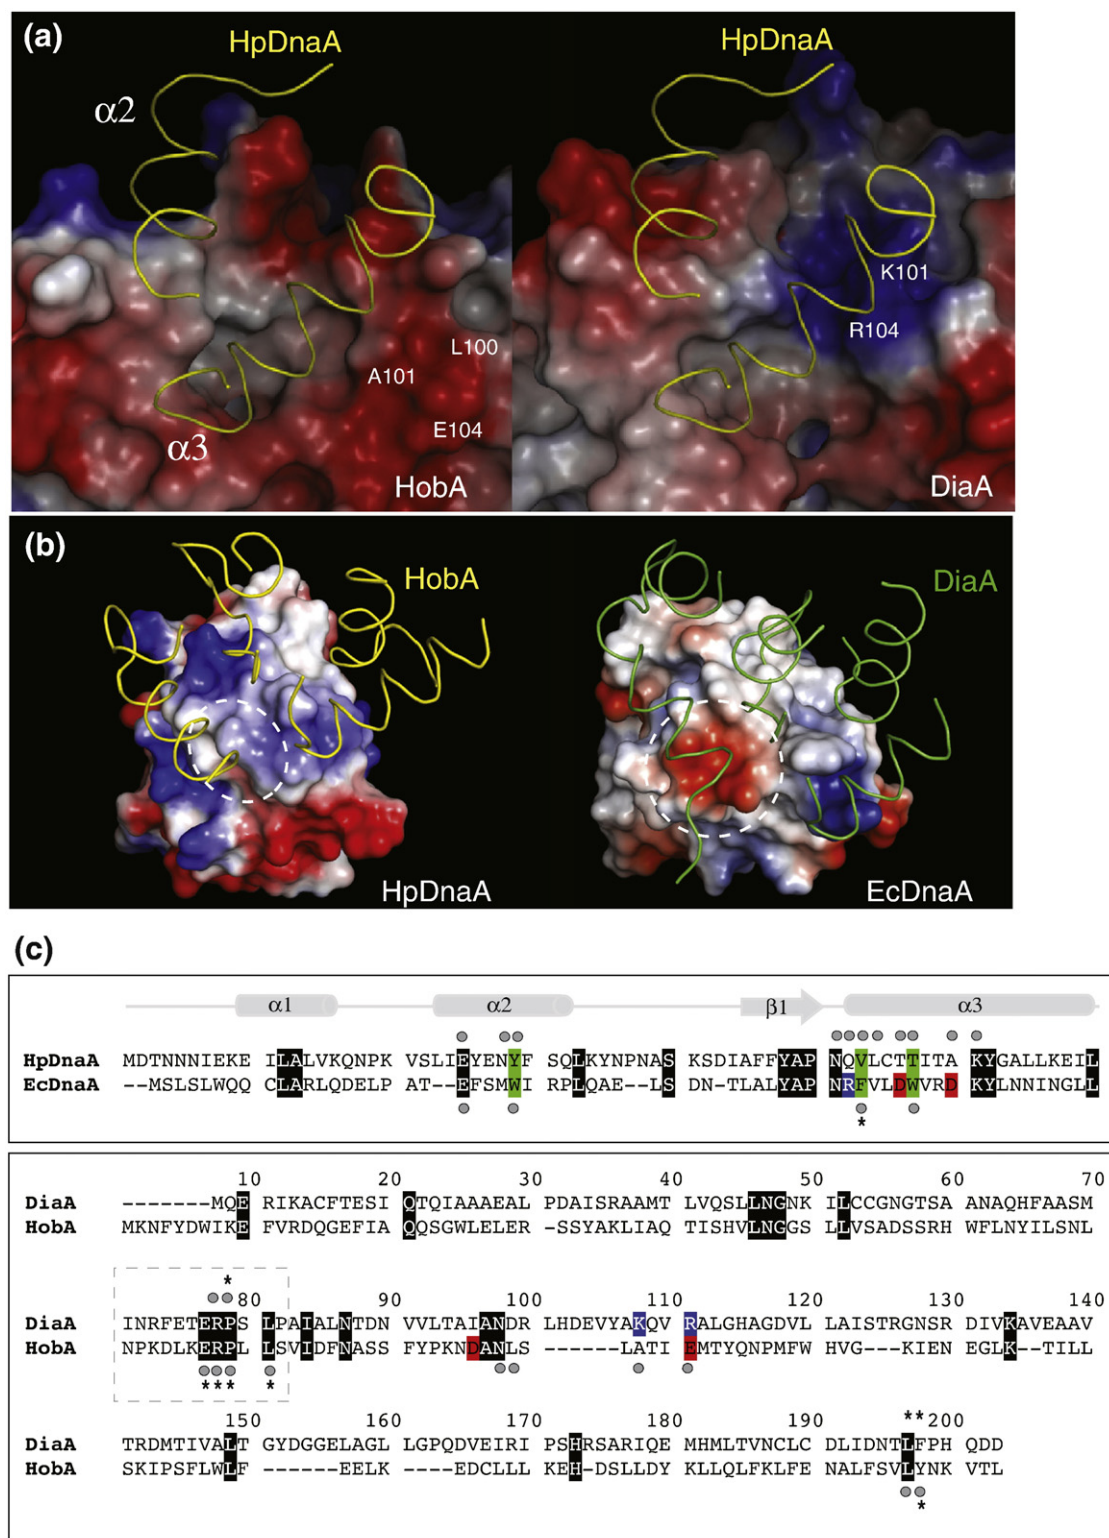 (a)
HpDnaA
HpDnaA
α2
K101
R104
L100
A101
E104
α3
HobA
DiaA
(b)
HobA
DiaA
HpDnaA
EcDnaA
(c)
α1 α2 β1 α3
HpDnaA MDTNNNIEKE ILALVKQNPK VSLIEYENYF SQLKYNPNAS KSDIAFFYAP NQVLCTTITA KYGALLKEIL
EcDnaA --MSLSLWQQ CLARLQDELP AT--EFSMWI RPLQAE--LS DN-TLALYAP NRFVLDWVRD KYLNNINGLL
*
10 20 30 40 50 60 70
DiaA -------MQE RIKACFTESI QTQIAAAEAL PDAISRAAMT LVQSLLNGNK ILCCGNGTSA ANAQHFAASM
HobA MKNFYDWIKE FVRDQGEFIA QQSGWLELER -SSYAKLIAQ TISHVLNGGS LLVSADSSRH WFLNYILSNL
*
80 90 100 110 120 130 140
DiaA INRFETERPS LPAIALNTDN VVLTAIANDR LHDEVYAKQV RALGHAGDVL LAISTRGNSR DIVKAVEAAV
HobA NPKDLKERPL LSVIDFNASS FYPKNDANLS -------LATI EMTYQNPMFW HVG---KIEN EGLK--TILL
*** *
** 
150 160 170 180 190 200
DiaA TRDMTIVALT GYDGGELAGL LGPQDVEIRI PSHRSARIQE MHMLTVNCLC DLIDNTLFPHQDD
HobA SKIPSFLWLF -----EELK- ----EDCLLL KEH-DSLLDY KLLQLFKLFE NALFSVLYNKVTL
*